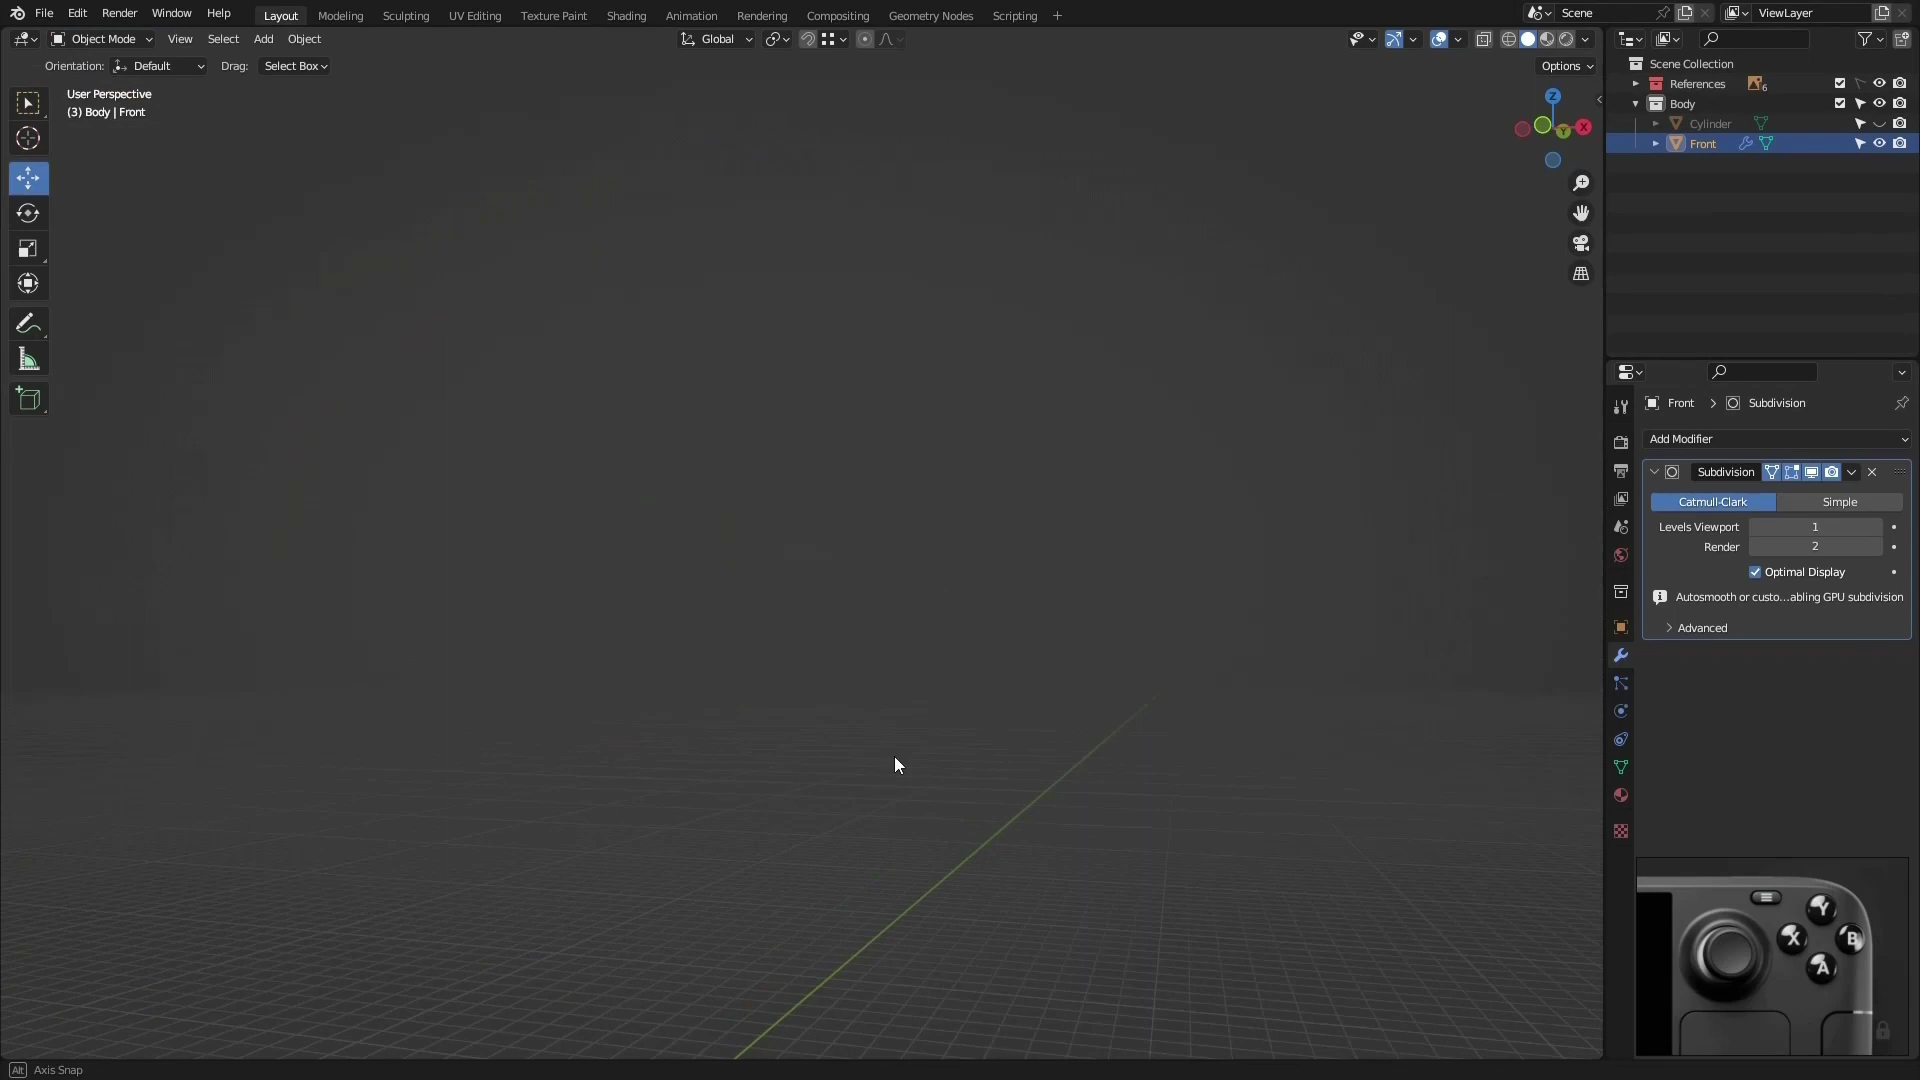 File Edit Render Window Help Layout Modeling Sculpting UV Editing Texture Paint Shading Animation Rendering Compositing Geometry Nodes Scripting + Scene ViewLayer
Object Mode View Select Add Object Global
Orientation: Default Drag: Select Box Options
User Perspective
(3) Body | Front
Z
Y
X
Scene Collection
References 6
Body
Cylinder
Front
Front > Subdivision
Add Modifier
Subdivision
Catmull-Clark Simple
Levels Viewport 1
Render 2
Optimal Display
Autosmooth or custo...abling GPU subdivision
Advanced
Y
X B
A
Alt Axis Snap